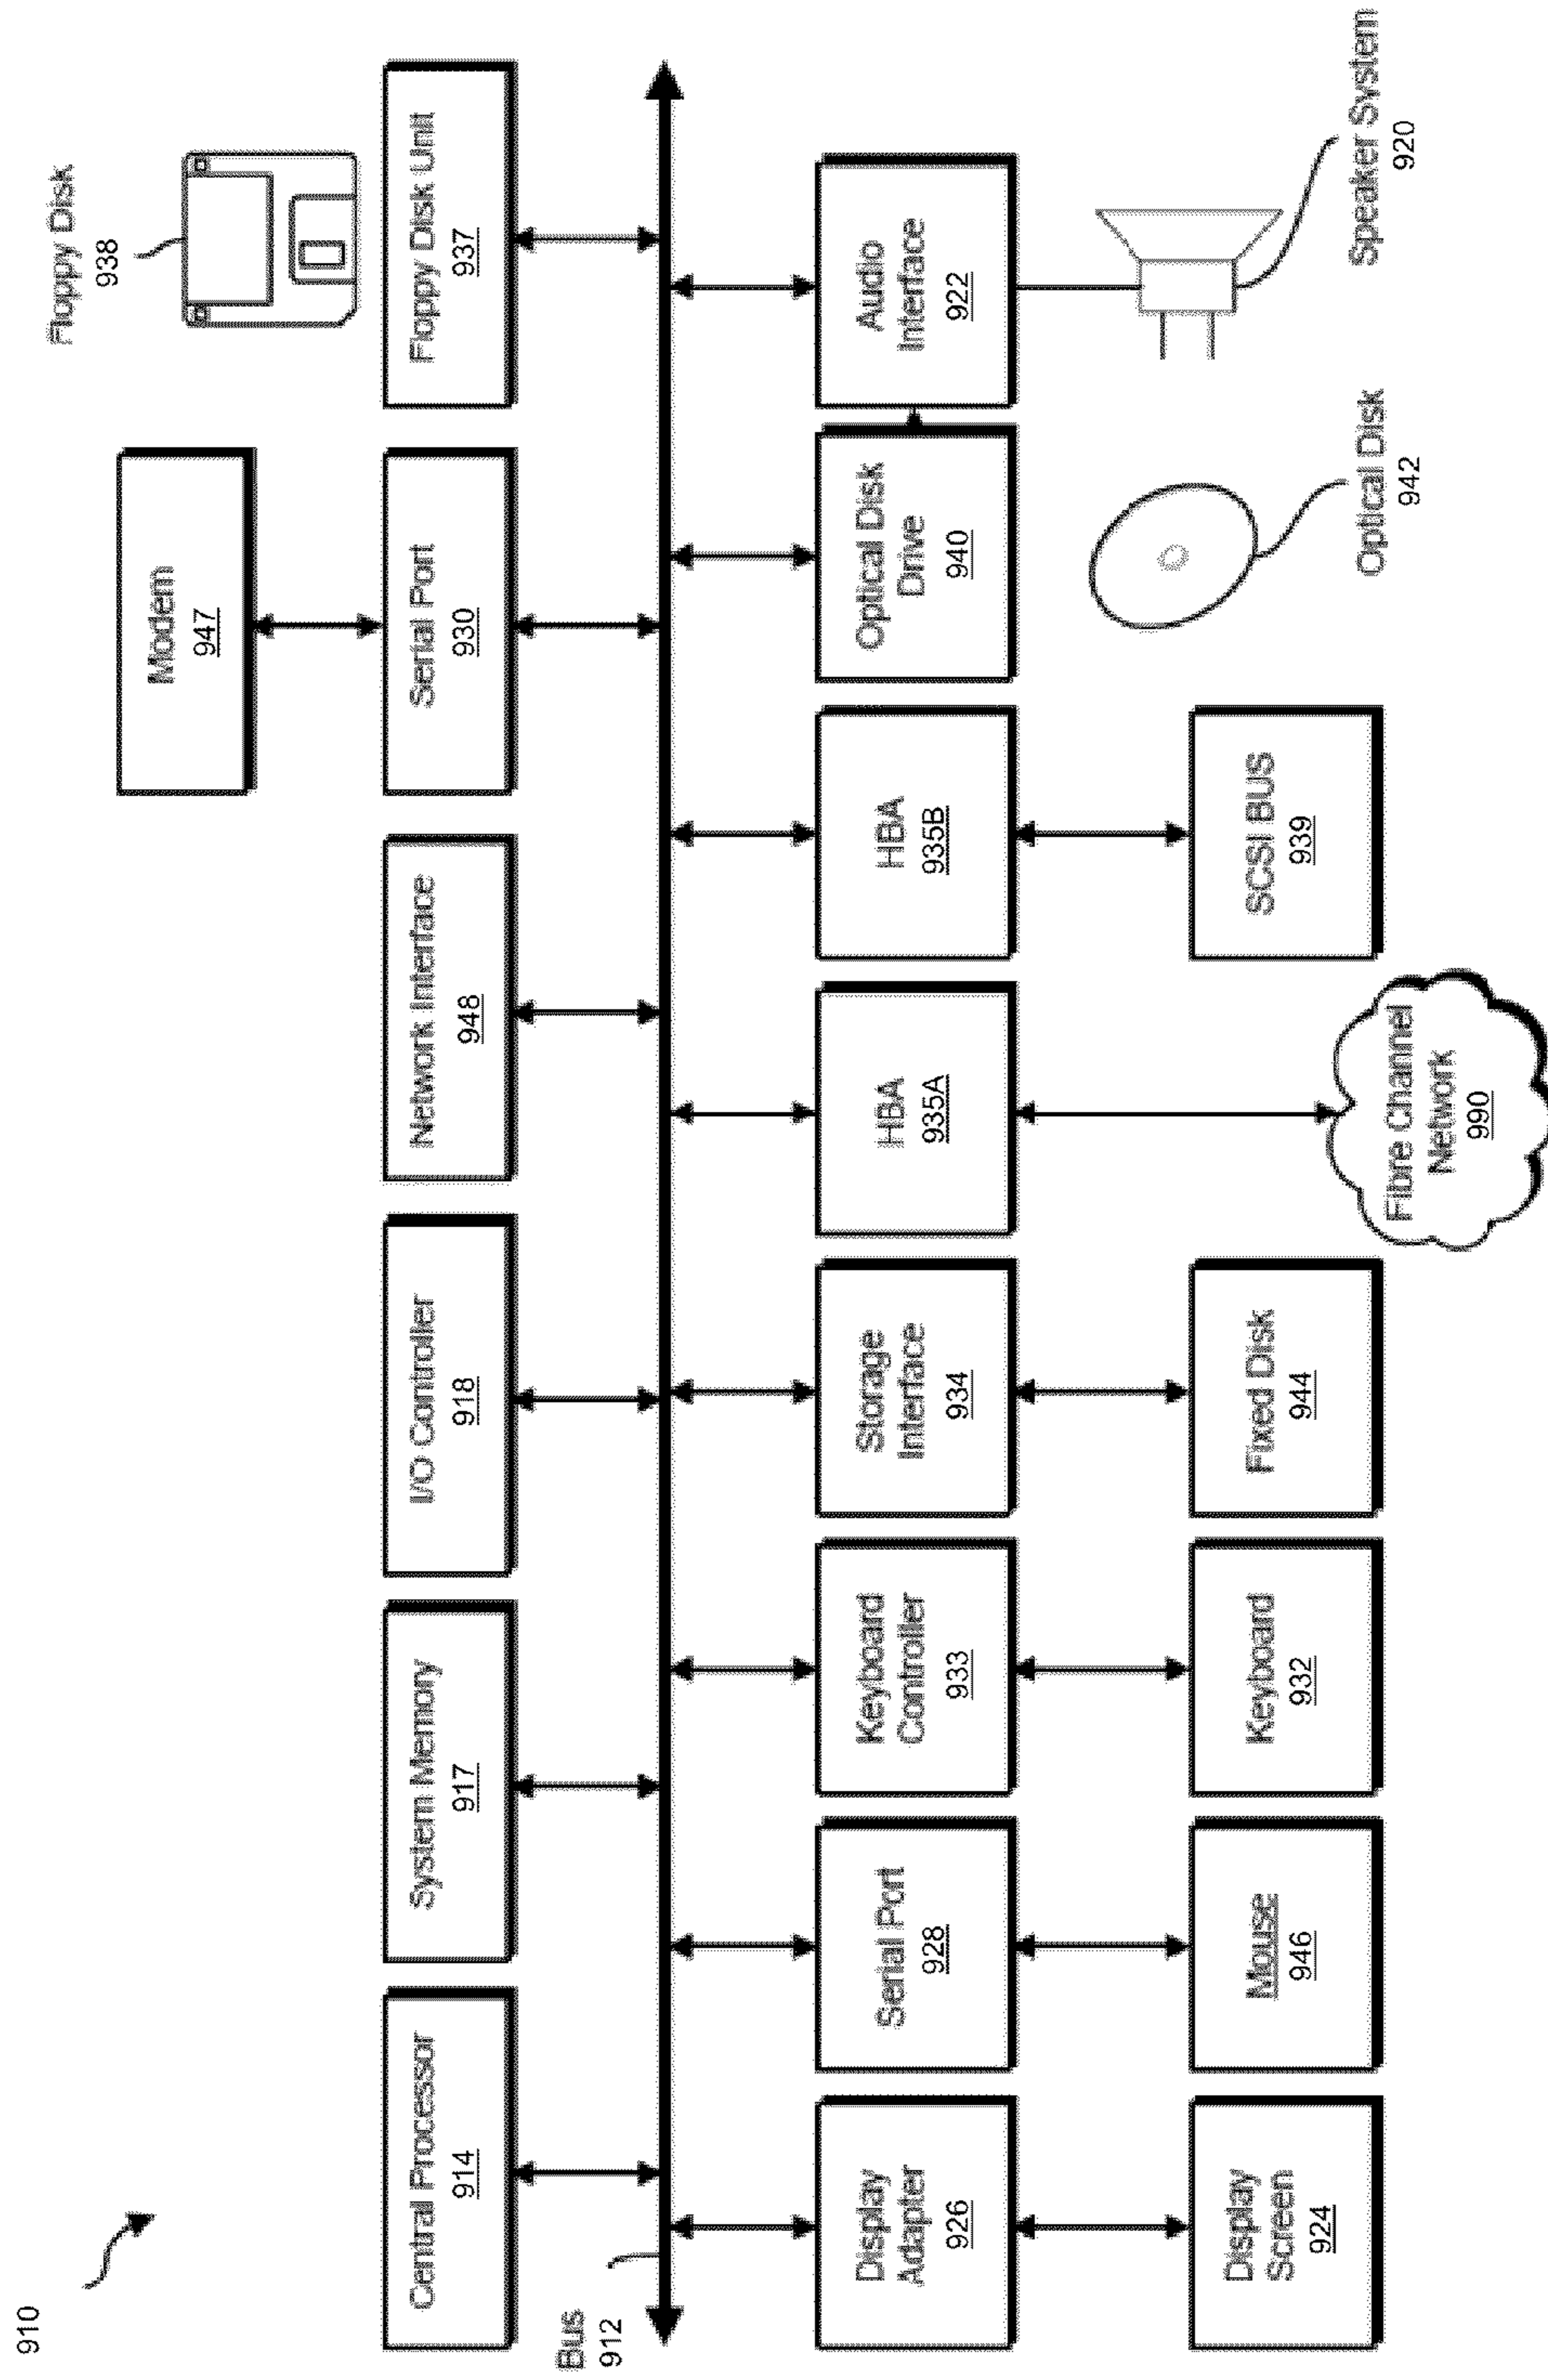 910
Floppy Disk
938
Modem
947
Central Processor
914
System Memory
917
I/O Controller
918
Network Interface
948
Serial Port
930
Floppy Disk Unit
937
Bus
912
Display
Adapter
926
Serial Port
928
Keyboard
Controller
933
Storage
Interface
934
HBA
935A
HBA
935B
Optical Disk
Drive
940
Audio
Interface
922
Display
Screen
924
Mouse
946
Keyboard
932
Fixed Disk
944
Fibre Channel
Network
990
SCSI BUS
939
Optical Disk
942
Speaker System
920